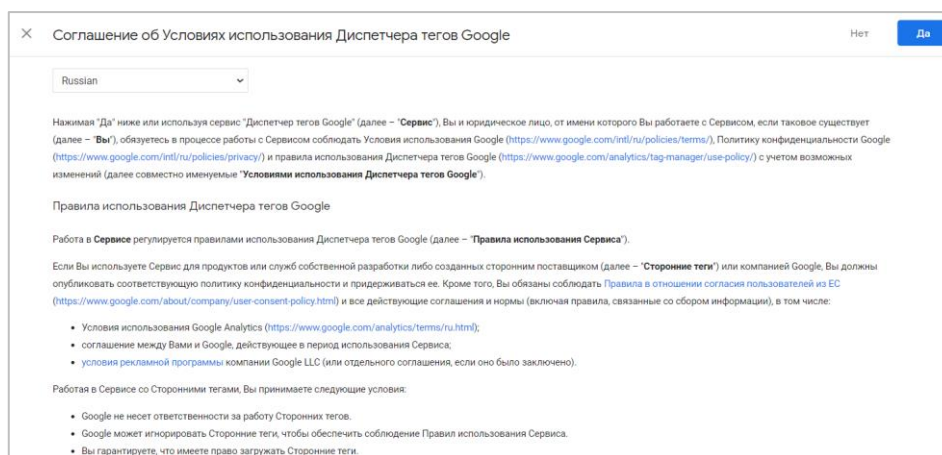 Соглашение об Условиях использования Диспетчера тегов Google
Нет
Да
Russian
Нажимая "Да" ниже или используя сервис "Диспетчер тегов Google" (далее – "Сервис"), Вы и юридическое лицо, от имени которого Вы работаете с Сервисом, если таковое существует
(далее – "Вы"), обязуетесь в процессе работы с Сервисом соблюдать Условия использования Google (https://www.google.com/intl/ru/policies/terms/), Политику конфиденциальности Google
(https://www.google.com/intl/ru/policies/privacy/) и правила использования Диспетчера тегов Google (https://www.google.com/analytics/tag-manager/use-policy/) с учетом возможных
изменений (далее совместно именуемые "Условиями использования Диспетчера тегов Google").
Правила использования Диспетчера тегов Google
Работа в Сервисе регулируется правилами использования Диспетчера тегов Google (далее – "Правила использования Сервиса").
Если Вы используете Сервис для продуктов или служб собственной разработки либо созданных сторонним поставщиком (далее – "Сторонние теги") или компанией Google, Вы должны
опубликовать соответствующую политику конфиденциальности и придерживаться ее. Кроме того, Вы обязаны соблюдать Правила в отношении согласия пользователей из ЕС
(https://www.google.com/about/company/user-consent-policy.html) и все действующие соглашения и нормы (включая правила, связанные со сбором информации), в том числе:
• Условия использования Google Analytics (https://www.google.com/analytics/terms/ru.html);
• соглашение между Вами и Google, действующее в период использования Сервиса;
• условия рекламной программы компании Google LLC (или отдельного соглашения, если оно было заключено).
Работая в Сервисе со Сторонними тегами, Вы принимаете следующие условия:
• Google не несет ответственности за работу Сторонних тегов.
• Google может игнорировать Сторонние теги, чтобы обеспечить соблюдение Правил использования Сервиса.
• Вы гарантируете, что имеете право загружать Сторонние теги.